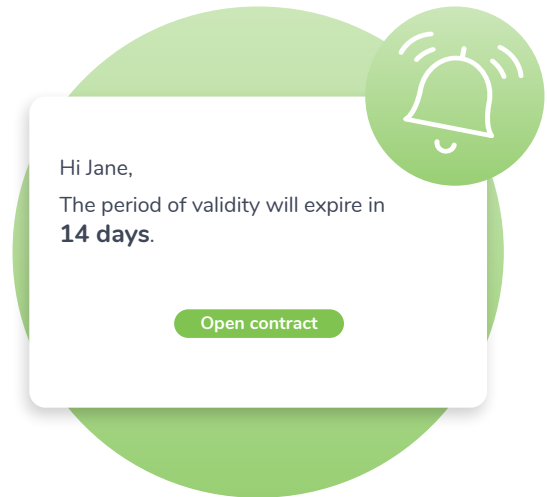 Hi Jane,
The period of validity will expire in
14 days.
Open contract